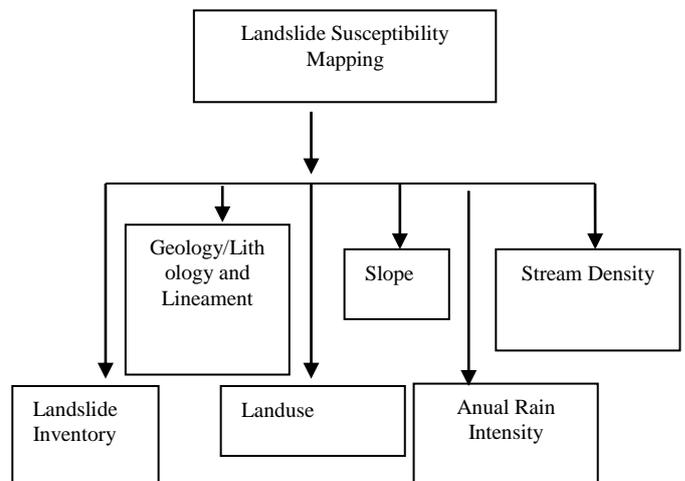 Landslide Susceptibility
Mapping
Geology/Lith
ology and
Lineament
Slope
Stream Density
Landslide
Inventory
Landuse
Anual Rain
Intensity